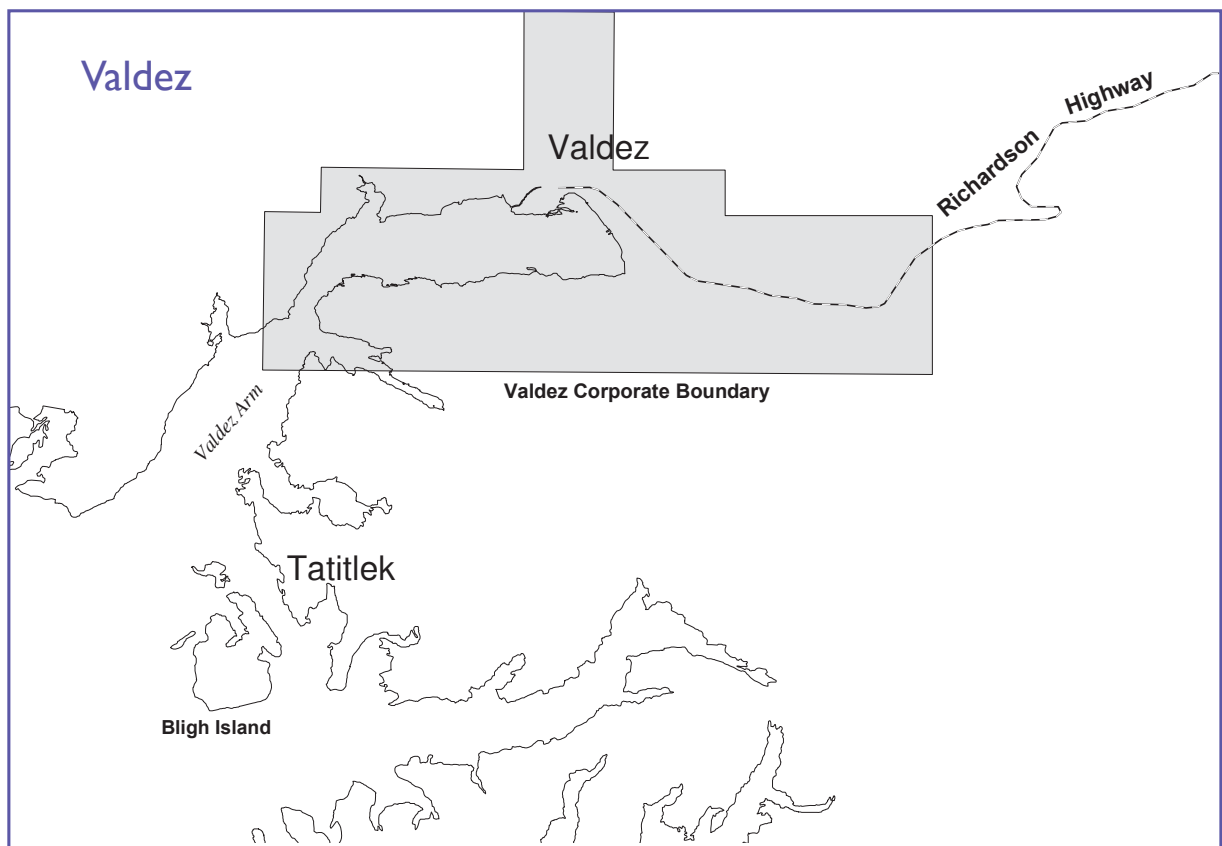 Valdez
Richardson Highway
Valdez
Valdez Corporate Boundary
Valdez Arm
Tatitlek
Bligh Island